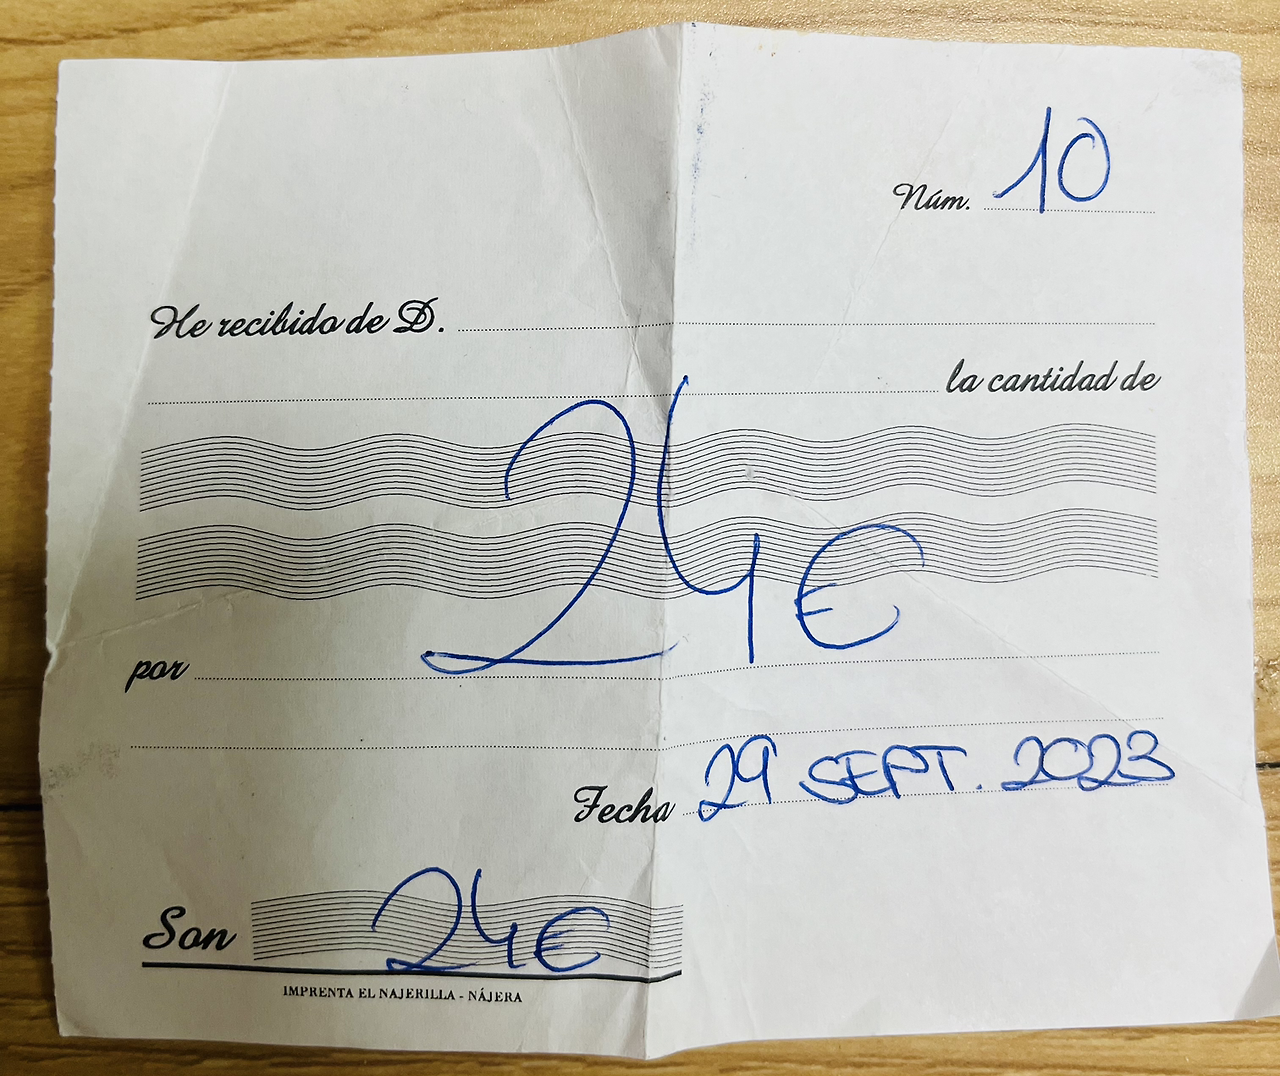 Núm. 10
He recibido de D.
la cantidad de
24€
por
Fecha 29 SEPT. 2023
Son 24€
IMPRENTA EL NAJERILLA - NÁJERA